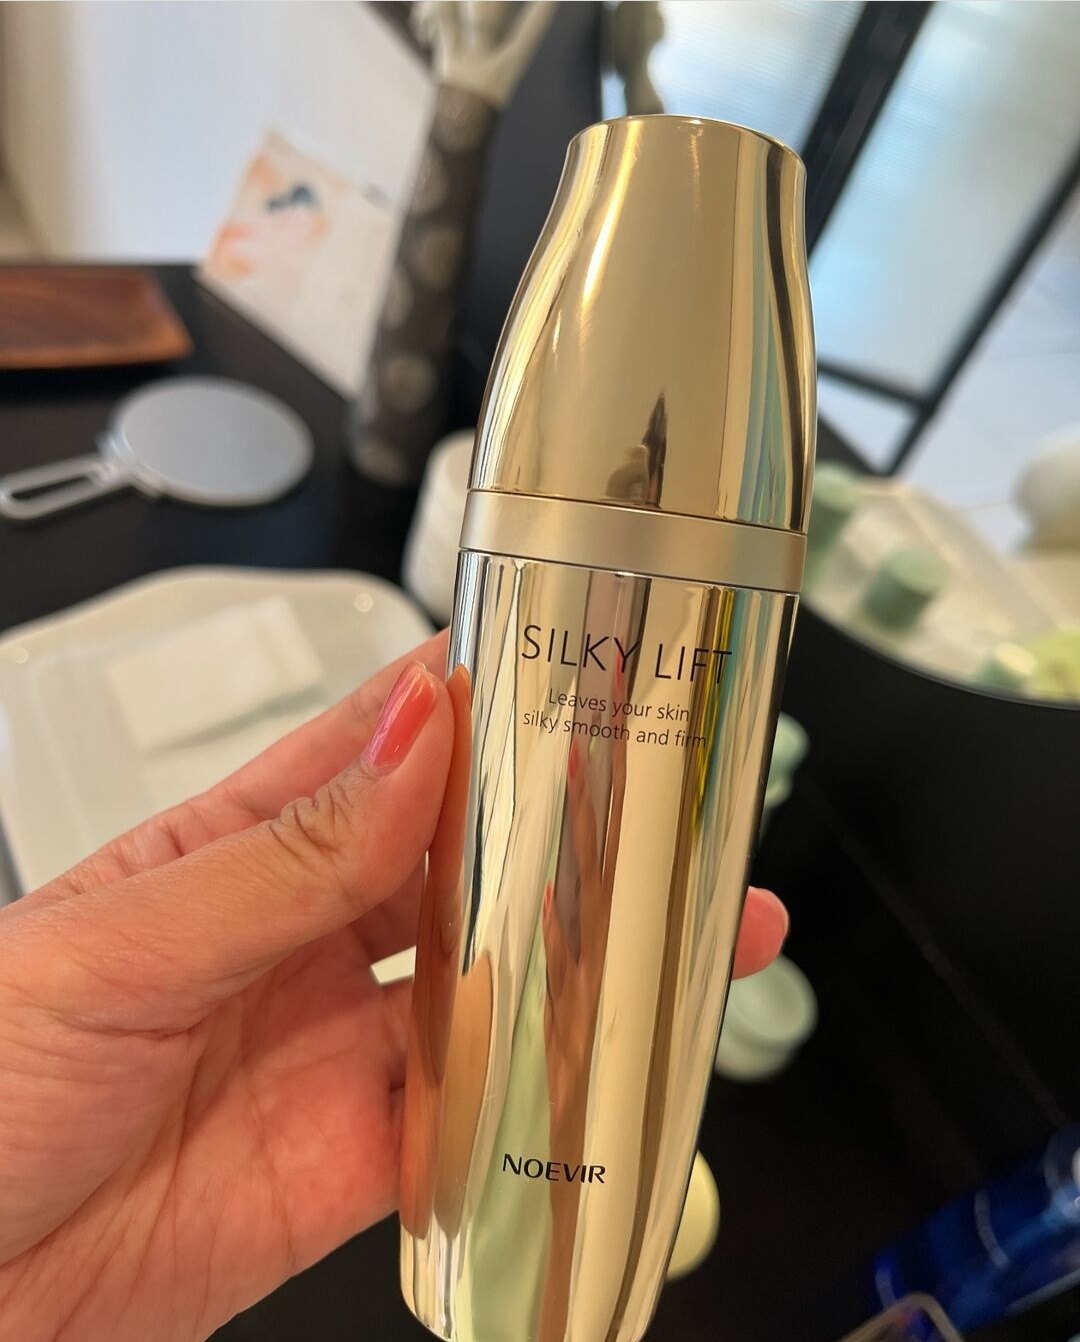 SILKY LIFT
Leaves your skin
silky smooth and firm
NOEVIR